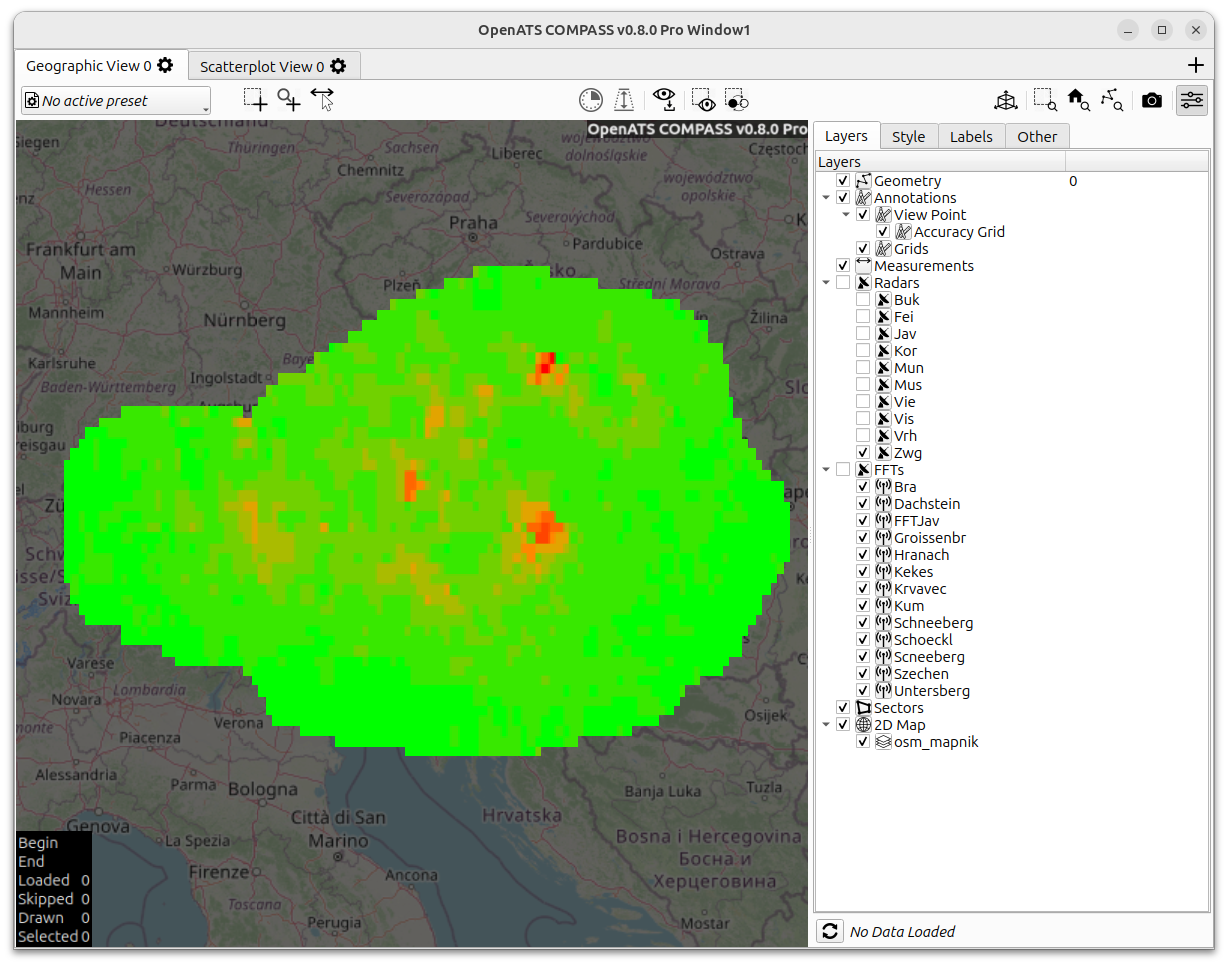 OpenATS COMPASS v0.8.0 Pro Window1
Geographic View 0
Scatterplot View 0
No active preset
OpenATS COMPASS v0.8.0 Pro
Deutschland
Thüringen
Sachsen
Liberec
województwo
dolnośląskie
Chemnitz
Hessen
Severozápad
województwo
opolskie
Praha
Severovýchod
Pardubice
Frankfurt am
Main
Würzburg
Ostrava
Plzeň
Střední Morava
Mannheim
Nürnberg
Žilina
Karlsruhe
Ingolstadt
Baden-Württemberg
Varese
Novara
Lombardia
Verona
Piacenza
Osijek
Alessandria
Parma
Bologna
Banja Luka
Tuzla
Città di San
Marino
Hrvatska
Genova
La Spezia
Bosna i Hercegovina
Босна и
Херцеговина
Firenze
Ancona
Toscana
Perugia
Mostar
Begin
End
Loaded 0
Skipped 0
Drawn 0
Selected 0
Layers
Style
Labels
Other
Layers
Geometry 0
Annotations
View Point
Accuracy Grid
Grids
Measurements
Radars
Buk
Fei
Jav
Kor
Mun
Mus
Vie
Vis
Vrh
Zwg
FFTs
Bra
Dachstein
FFTJav
Groissenbr
Hranach
Kekes
Krvavec
Kum
Schneeberg
Schoeckl
Scneeberg
Szechen
Untersberg
Sectors
2D Map
osm_mapnik
No Data Loaded